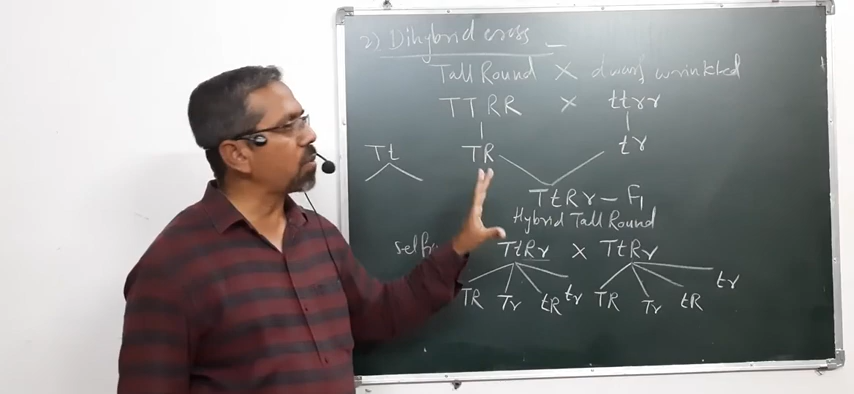 2) Dihybrid cross
Tall Round X dwarf wrinkled
TTRR X ttrr
Tt TR tr
TtRr - F1
Hybrid Tall Round
TtRr X TtRr
TR Tr tR tr TR Tr tR tr